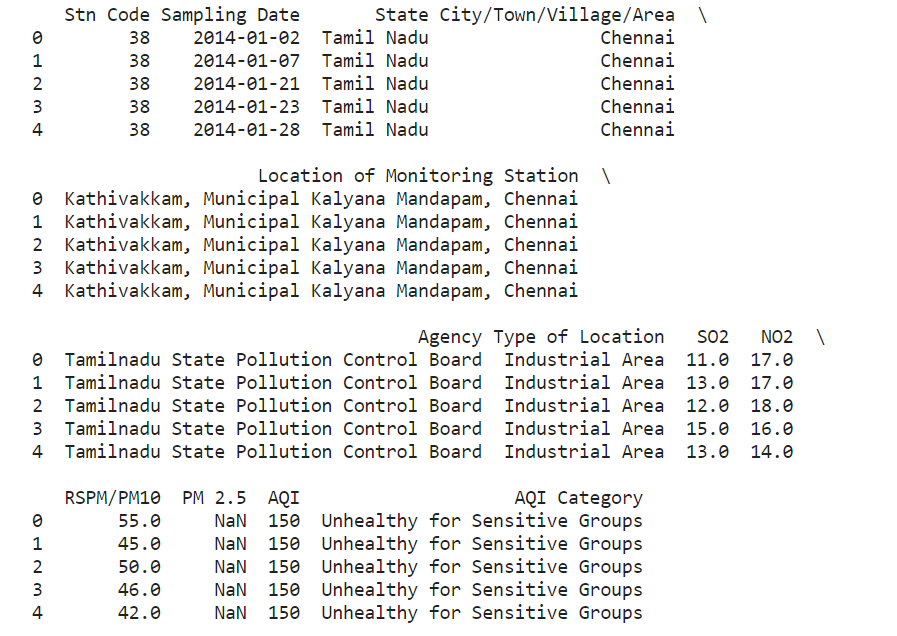 Stn Code Sampling Date State City/Town/Village/Area \
0 38 2014-01-02 Tamil Nadu Chennai
1 38 2014-01-07 Tamil Nadu Chennai
2 38 2014-01-21 Tamil Nadu Chennai
3 38 2014-01-23 Tamil Nadu Chennai
4 38 2014-01-28 Tamil Nadu Chennai
Location of Monitoring Station \
0 Kathivakkam, Municipal Kalyana Mandapam, Chennai
1 Kathivakkam, Municipal Kalyana Mandapam, Chennai
2 Kathivakkam, Municipal Kalyana Mandapam, Chennai
3 Kathivakkam, Municipal Kalyana Mandapam, Chennai
4 Kathivakkam, Municipal Kalyana Mandapam, Chennai
Agency Type of Location SO2 NO2 \
0 Tamilnadu State Pollution Control Board Industrial Area 11.0 17.0
1 Tamilnadu State Pollution Control Board Industrial Area 13.0 17.0
2 Tamilnadu State Pollution Control Board Industrial Area 12.0 18.0
3 Tamilnadu State Pollution Control Board Industrial Area 15.0 16.0
4 Tamilnadu State Pollution Control Board Industrial Area 13.0 14.0
RSPM/PM10 PM 2.5 AQI AQI Category
0 55.0 NaN 150 Unhealthy for Sensitive Groups
1 45.0 NaN 150 Unhealthy for Sensitive Groups
2 50.0 NaN 150 Unhealthy for Sensitive Groups
3 46.0 NaN 150 Unhealthy for Sensitive Groups
4 42.0 NaN 150 Unhealthy for Sensitive Groups